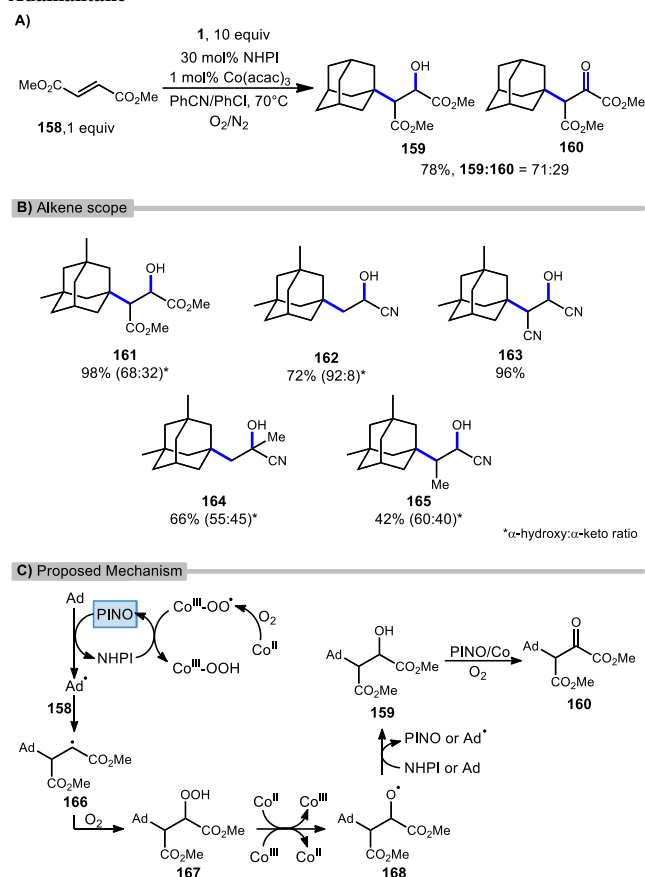 A)
1, 10 equiv
30 mol% NHPI
1 mol% Co(acac)3
PhCN/PhCl, 70°C
O2/N2
MeO2C
CO2Me
158,1 equiv
OH
CO2Me
CO2Me
159
O
CO2Me
CO2Me
160
78%, 159:160 = 71:29
B) Alkene scope
OH
CO2Me
CO2Me
161
98% (68:32)*
OH
CN
162
72% (92:8)*
OH
CN
CN
163
96%
OH
Me
CN
164
66% (55:45)*
OH
CN
Me
165
42% (60:40)*
*α-hydroxy:α-keto ratio
C) Proposed Mechanism
Ad
PINO
NHPI
CoIII-OO•
O2
CoII
CoIII-OOH
Ad•
158
Ad
•
CO2Me
CO2Me
166
O2
OOH
Ad
CO2Me
CO2Me
167
CoII
CoIII
CoIII
CoII
O•
Ad
CO2Me
CO2Me
168
PINO or Ad•
NHPI or Ad
OH
Ad
CO2Me
CO2Me
159
PINO/Co
O2
O
Ad
CO2Me
CO2Me
160